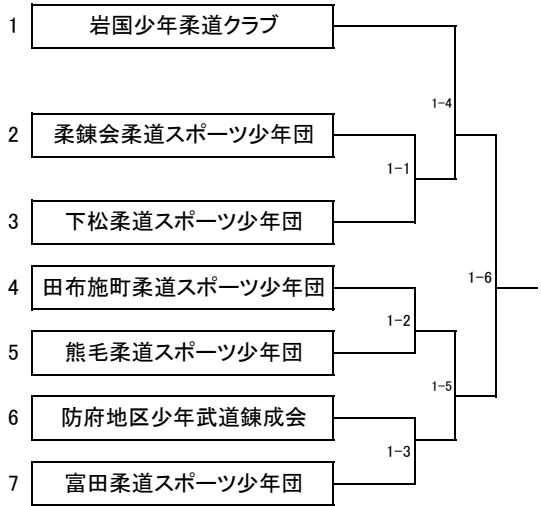 1 岩国少年柔道クラブ
1-4
2 柔錬会柔道スポーツ少年団
1-1
3 下松柔道スポーツ少年団
4 田布施町柔道スポーツ少年団
1-6
1-2
5 熊毛柔道スポーツ少年団
1-5
6 防府地区少年武道錬成会
1-3
7 富田柔道スポーツ少年団